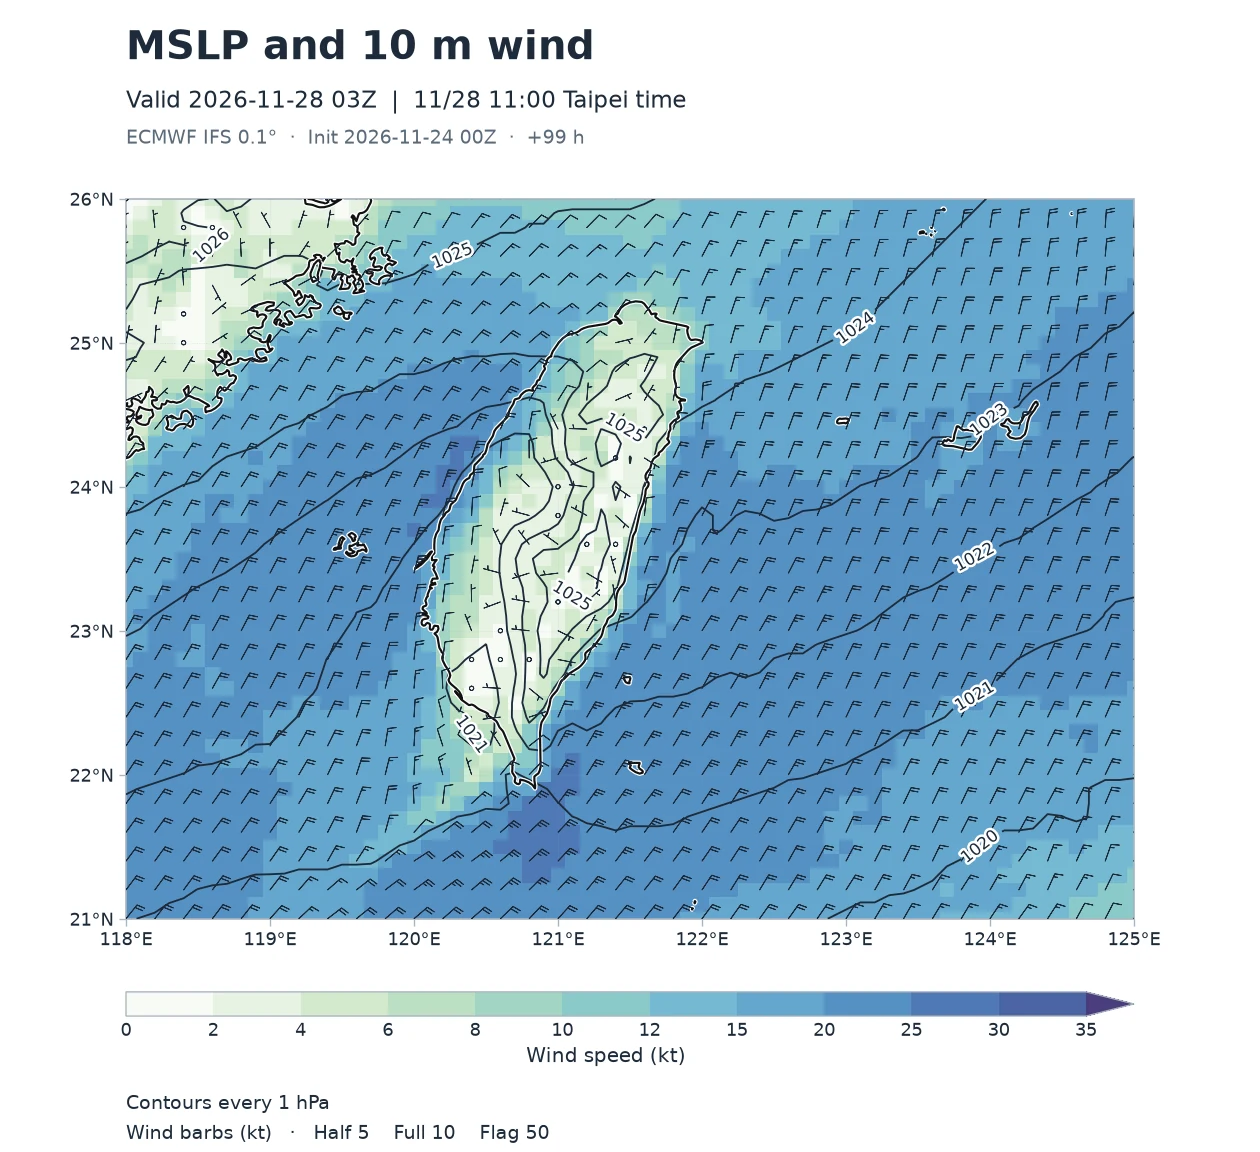 MSLP and 10 m wind
Valid 2026-11-28 03Z | 11/28 11:00 Taipei time
ECMWF IFS 0.1° · Init 2026-11-24 00Z · +99 h
26°N
25°N
24°N
23°N
22°N
21°N
1026
1025
1024
1023
1025
1022
1025
1021
1021
1020
118°E 119°E 120°E 121°E 122°E 123°E 124°E 125°E
0 2 4 6 8 10 12 15 20 25 30 35
Wind speed (kt)
Contours every 1 hPa
Wind barbs (kt) · Half 5 Full 10 Flag 50